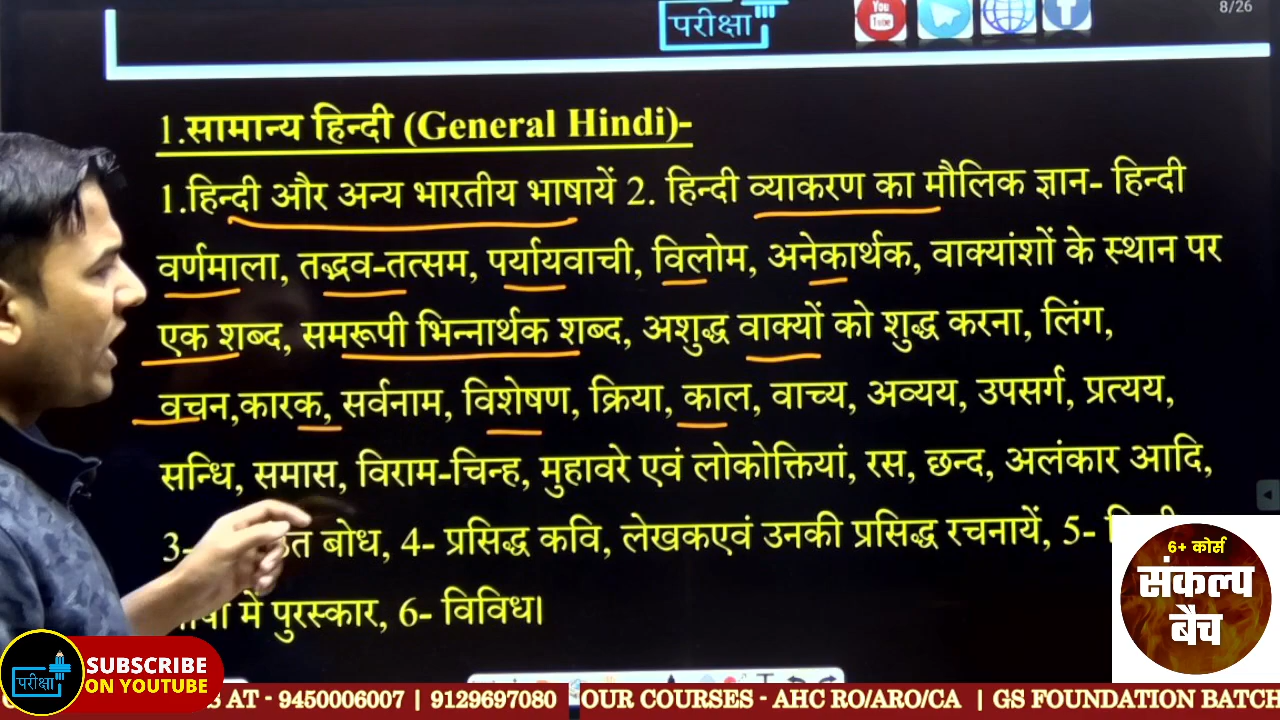 परीक्षा
You
Tube
8/26
1.सामान्य हिन्दी (General Hindi)-
1.हिन्दी और अन्य भारतीय भाषायें 2. हिन्दी व्याकरण का मौलिक ज्ञान- हिन्दी
वर्णमाला, तद्भव-तत्सम, पर्यायवाची, विलोम, अनेकार्थक, वाक्यांशों के स्थान पर
एक शब्द, समरूपी भिन्नार्थक शब्द, अशुद्ध वाक्यों को शुद्ध करना, लिंग,
वचन,कारक, सर्वनाम, विशेषण, क्रिया, काल, वाच्य, अव्यय, उपसर्ग, प्रत्यय,
सन्धि, समास, विराम-चिन्ह, मुहावरे एवं लोकोक्तियां, रस, छन्द, अलंकार आदि,
3- बोध, 4- प्रसिद्ध कवि, लेखकएवं उनकी प्रसिद्ध रचनायें, 5-
में पुरस्कार, 6- विविध।
6+ कोर्स
संकल्प
बैच
परीक्षा
SUBSCRIBE
ON YOUTUBE
AT - 9450006007 | 9129697080 OUR COURSES - AHC RO/ARO/CA | GS FOUNDATION BATCH